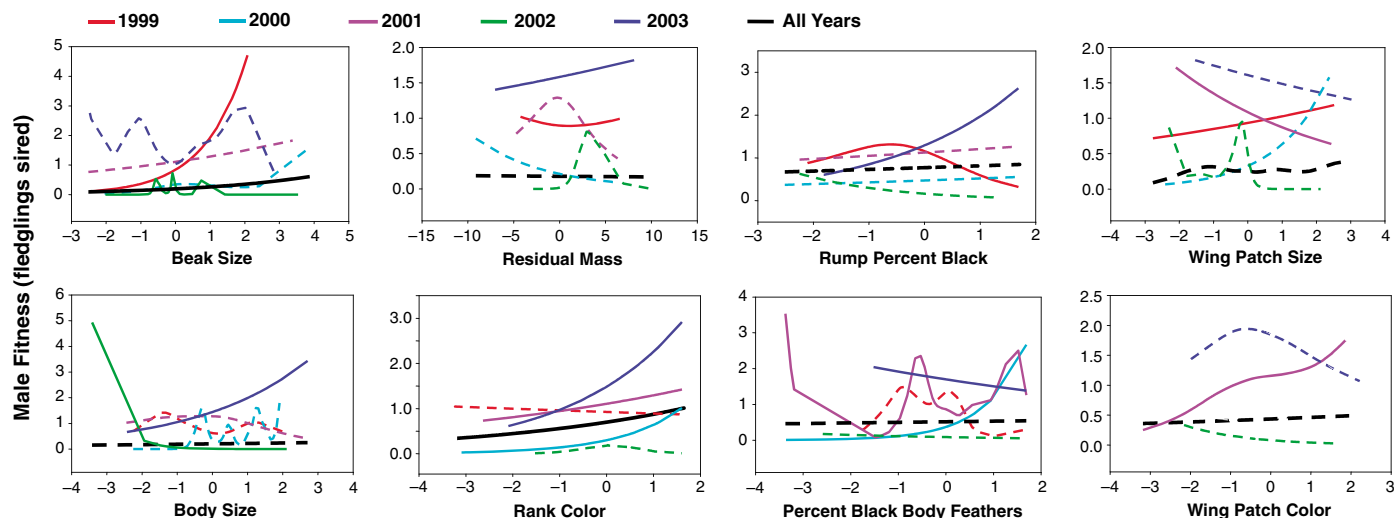 1999 2000 2001 2002 2003 All Years
Male Fitness (fledglings sired)
5
4
3
2
1
0
–3 –2 –1 0 1 2 3 4 5
Beak Size
2.0
1.5
1.0
0.5
0.0
–15 –10 –5 0 5 10 15
Residual Mass
3
2
1
0
–3 –2 –1 0 1 2
Rump Percent Black
2.0
1.5
1.0
0.5
0.0
–4 –3 –2 –1 0 1 2 3 4
Wing Patch Size
6
5
4
3
2
1
0
–4 –3 –2 –1 0 1 2 3 4
Body Size
3.0
2.0
1.0
0.0
–4 –3 –2 –1 0 1 2
Rank Color
4
3
2
1
0
–4 –3 –2 –1 0 1 2
Percent Black Body Feathers
2.5
2.0
1.5
1.0
0.5
0.0
–4 –3 –2 –1 0 1 2 3
Wing Patch Color